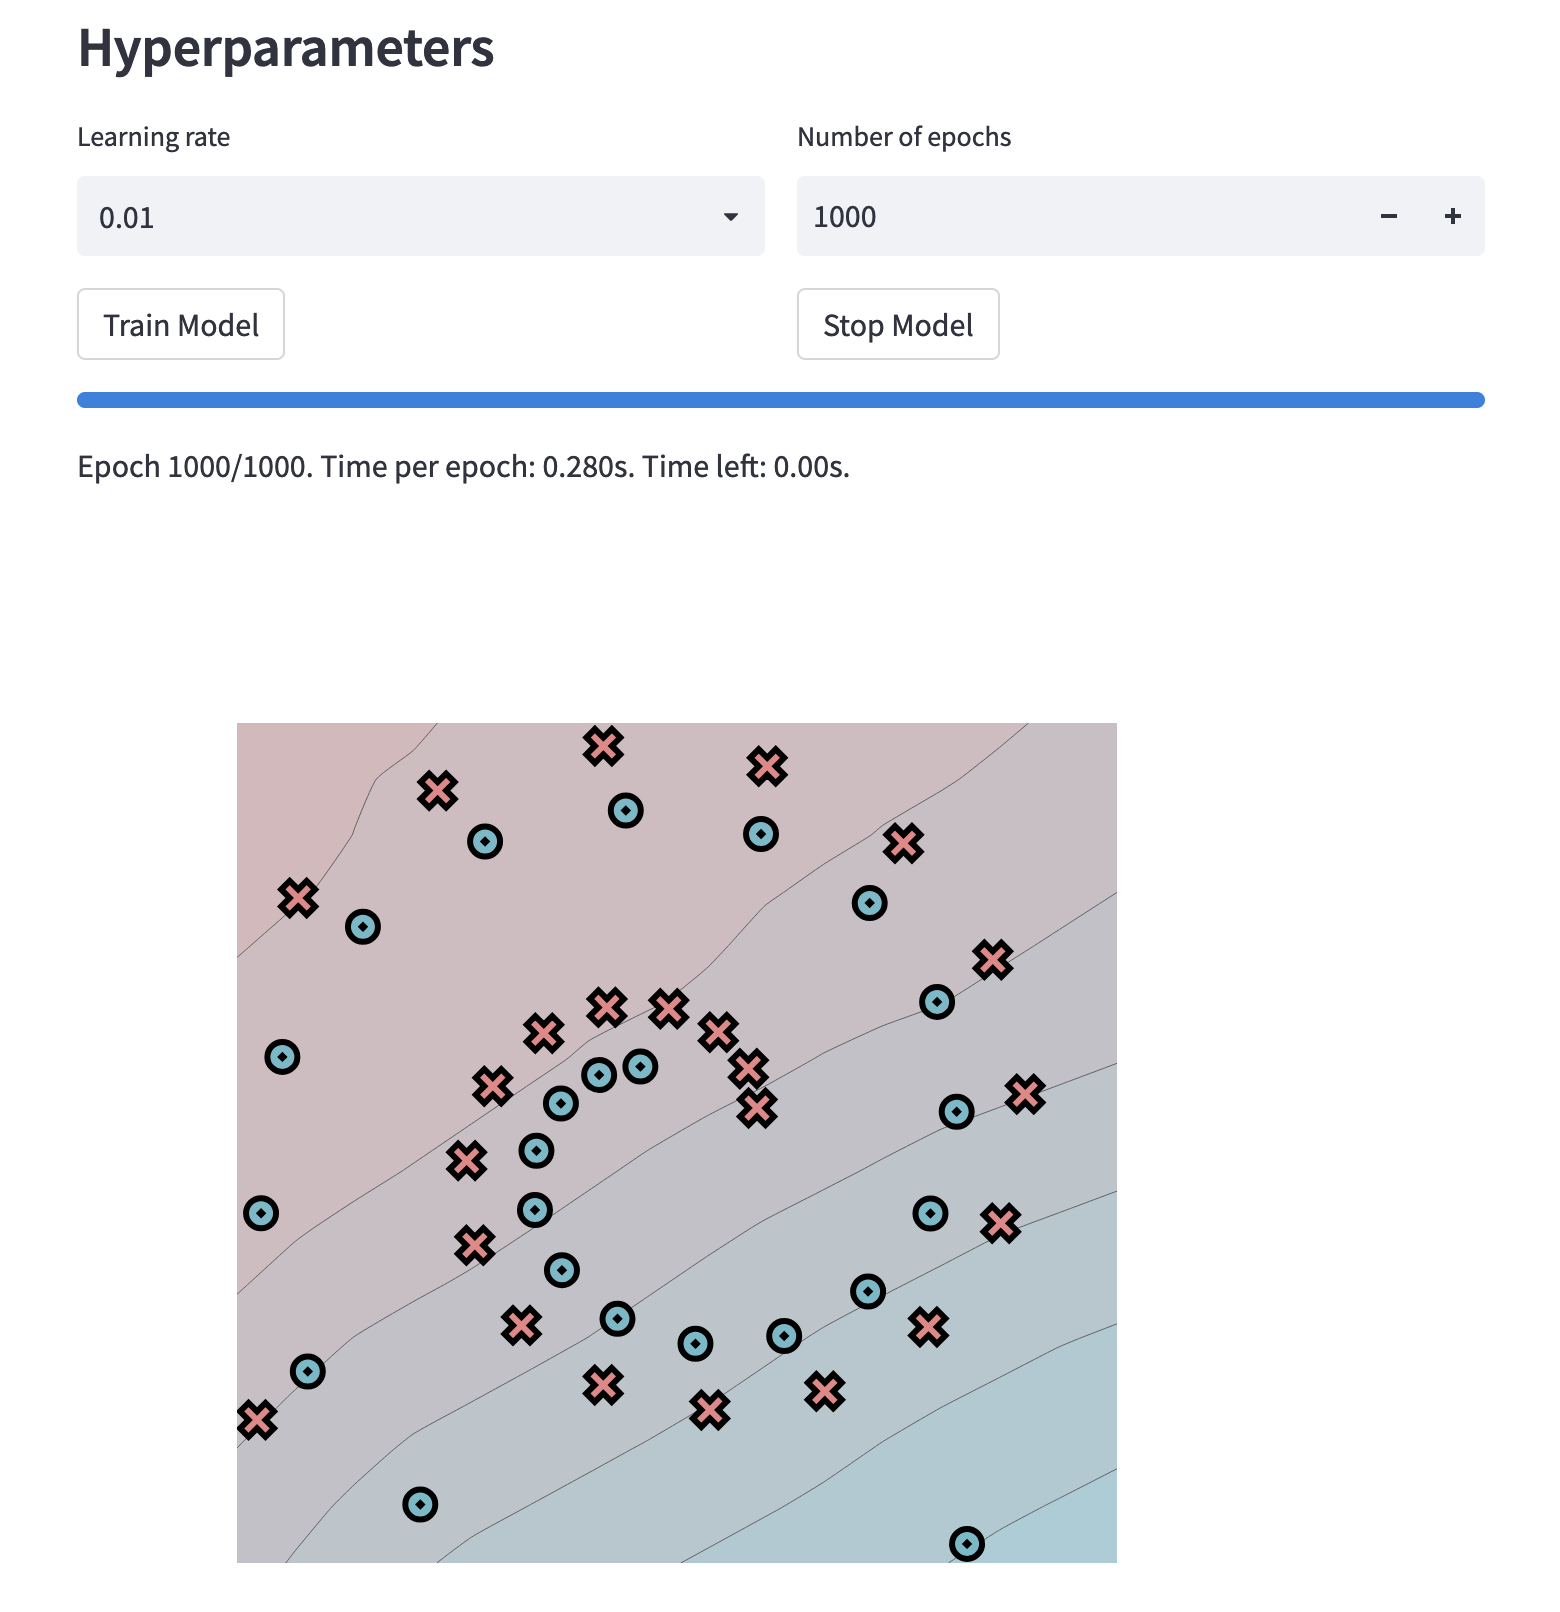 Hyperparameters
Learning rate
Number of epochs
0.01
1000
Train Model
Stop Model
Epoch 1000/1000. Time per epoch: 0.280s. Time left: 0.00s.